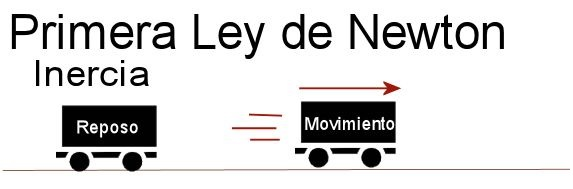 Primera Ley de Newton
Inercia
Reposo
Movimiento